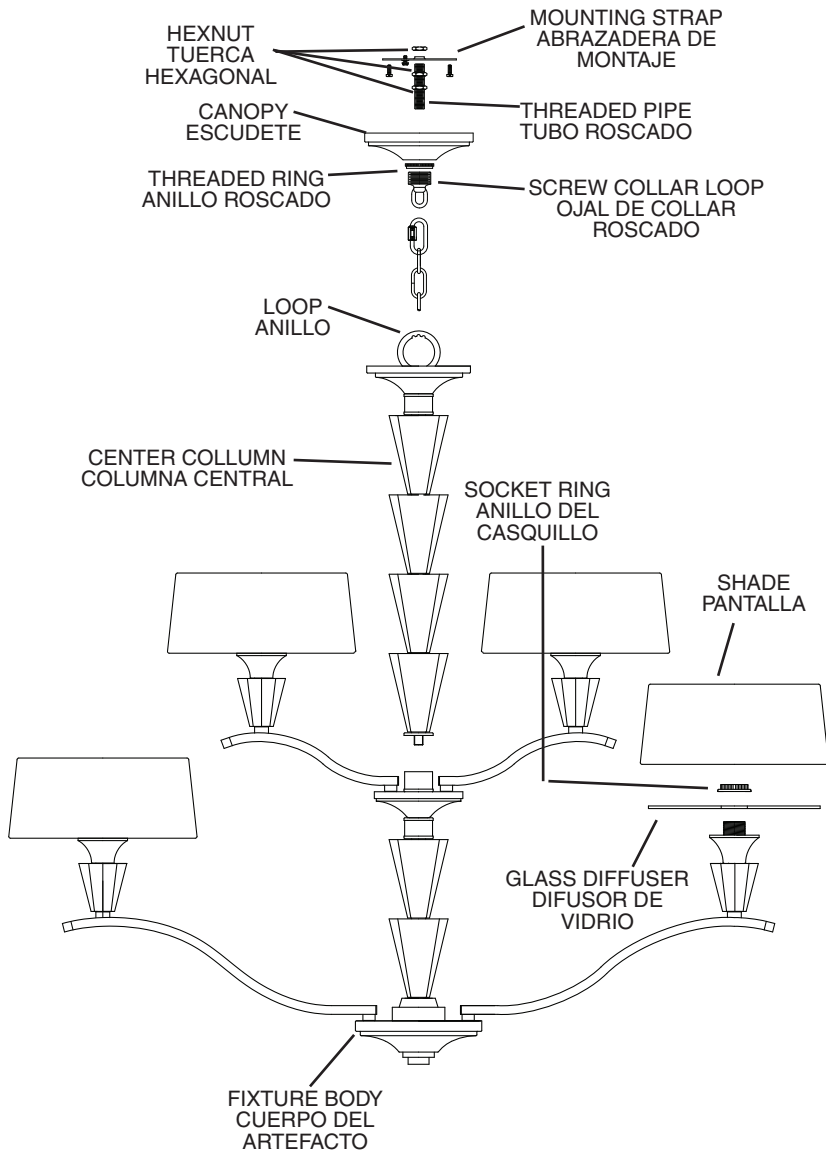 HEXNUT
TUERCA
HEXAGONAL
MOUNTING STRAP
ABRAZADERA DE
MONTAJE
CANOPY
ESCUDETE
THREADED PIPE
TUBO ROSCADO
THREADED RING
ANILLO ROSCADO
SCREW COLLAR LOOP
OJAL DE COLLAR
ROSCADO
LOOP
ANILLO
CENTER COLLUMN
COLUMNA CENTRAL
SOCKET RING
ANILLO DEL
CASQUILLO
SHADE
PANTALLA
GLASS DIFFUSER
DIFUSOR DE
VIDRIO
FIXTURE BODY
CUERPO DEL
ARTEFACTO